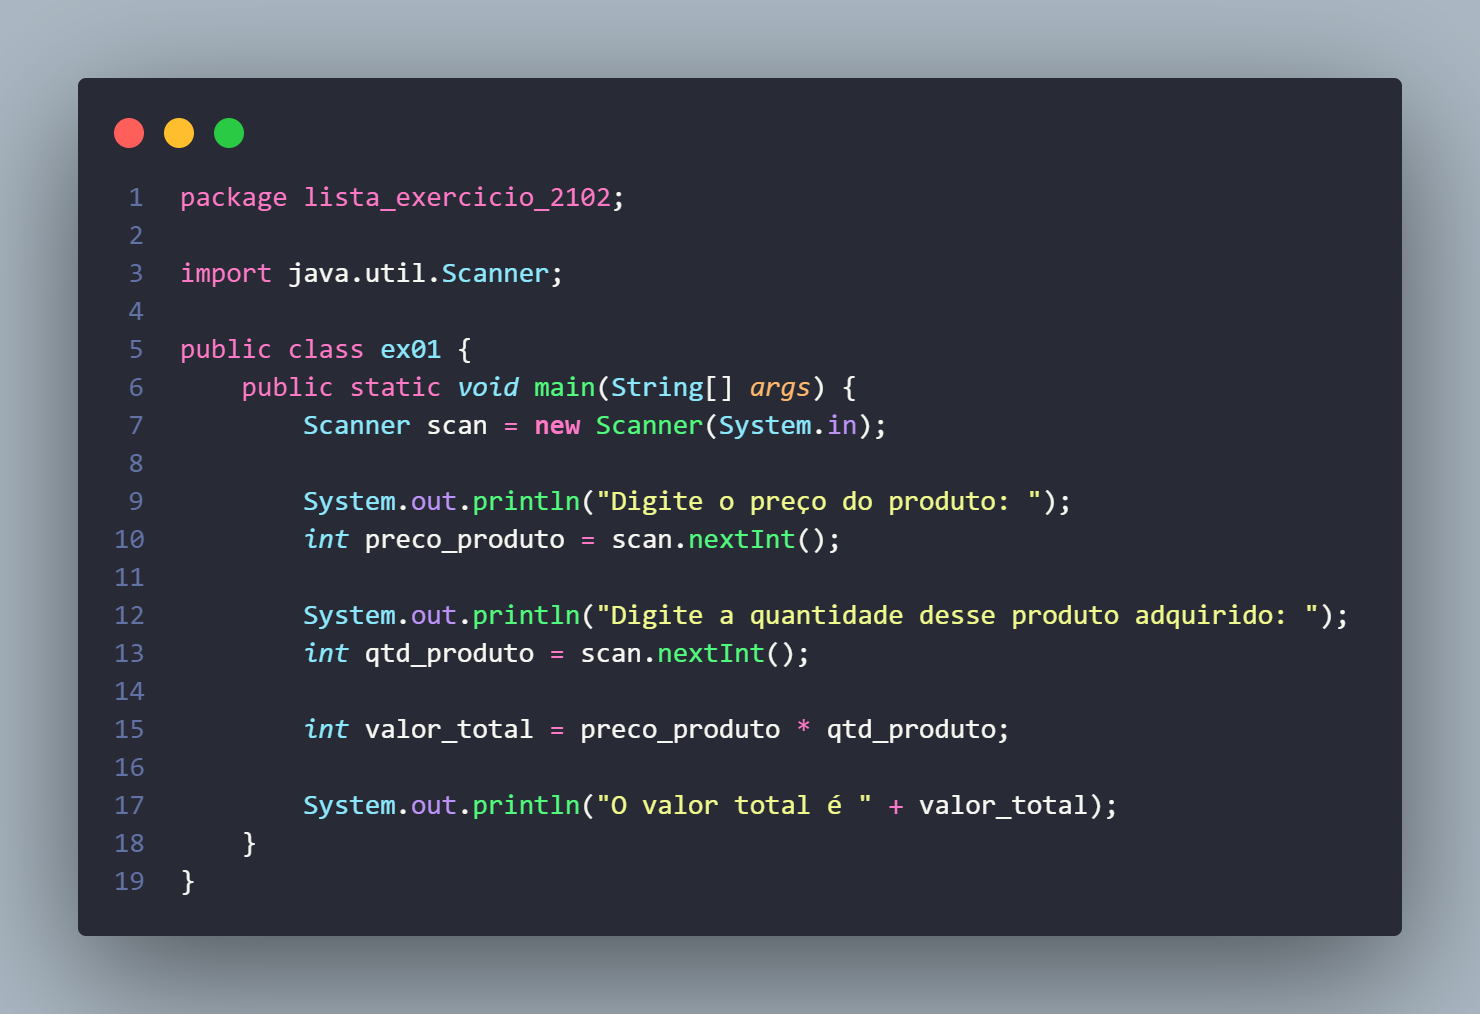 1 package lista_exercicio_2102;
2
3 import java.util.Scanner;
4
5 public class ex01 {
6     public static void main(String[] args) {
7         Scanner scan = new Scanner(System.in);
8
9         System.out.println("Digite o preço do produto: ");
10         int preco_produto = scan.nextInt();
11
12         System.out.println("Digite a quantidade desse produto adquirido: ");
13         int qtd_produto = scan.nextInt();
14
15         int valor_total = preco_produto * qtd_produto;
16
17         System.out.println("O valor total é " + valor_total);
18     }
19 }